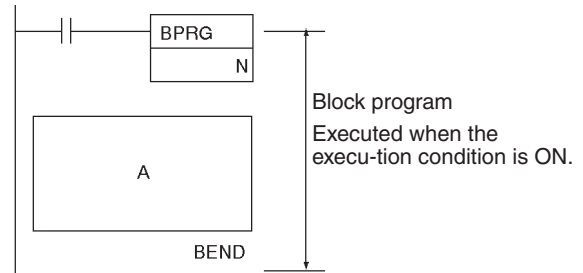 BPRG
N
Block program
Executed when the
execu-tion condition is ON.
A
BEND